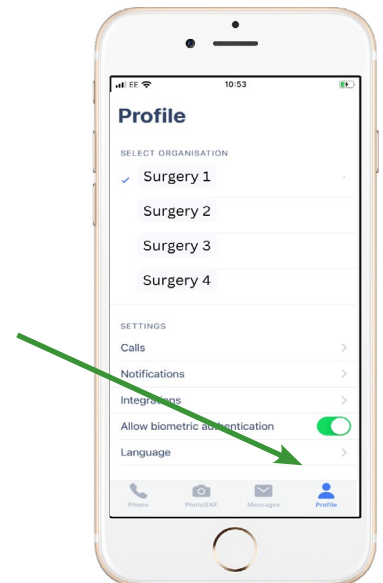 EE 10:53
Profile
SELECT ORGANISATION
Surgery 1
Surgery 2
Surgery 3
Surgery 4
SETTINGS
Calls
Notifications
Integrations
Allow biometric authentication
Language
Phone PhotoSAF Messages Profile